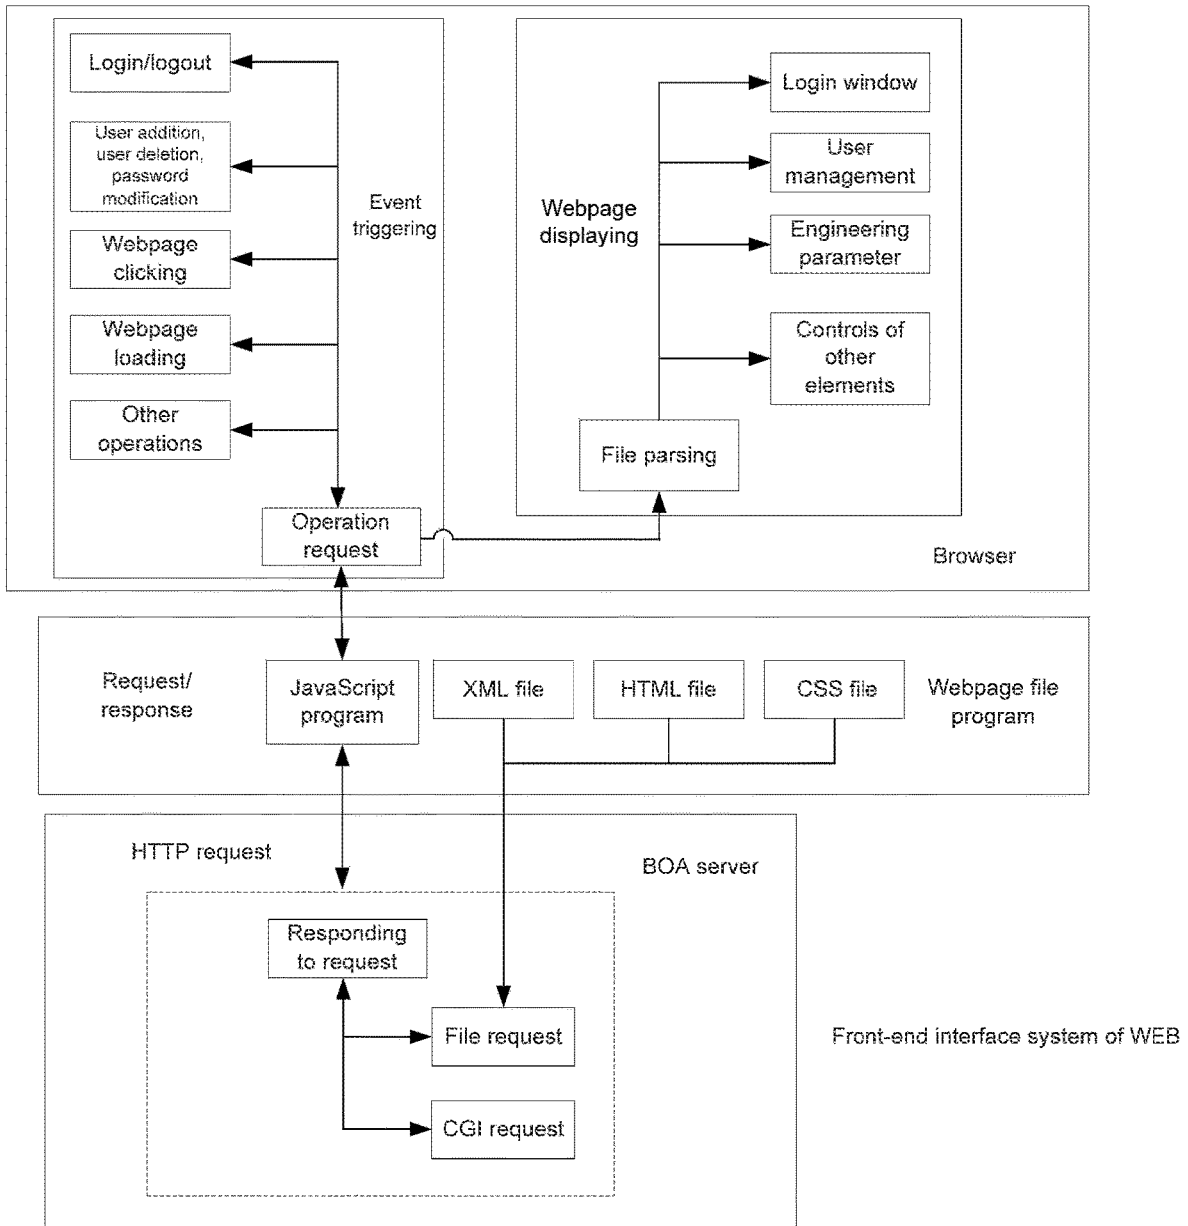 Login/logout
User addition,
user deletion,
password
modification
Webpage
clicking
Webpage
loading
Other
operations
Event
triggering
Operation
request
Webpage
displaying
Login window
User
management
Engineering
parameter
Controls of
other
elements
File parsing
Browser
Request/
response
JavaScript
program
XML file
HTML file
CSS file
Webpage file
program
HTTP request
BOA server
Responding
to request
File request
CGI request
Front-end interface system of WEB